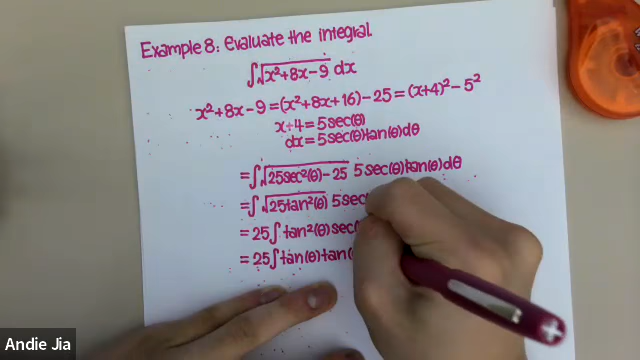 Example 8: Evaluate the integral.
∫√x²+8x-9 dx
x²+8x-9=(x²+8x+16)-25=(x+4)²-5²
x+4=5sec(θ)
dx=5sec(θ)tan(θ)dθ
=∫√25sec²(θ)-25 5sec(θ)tan(θ)dθ
=∫√25tan²(θ) 5sec
=25∫tan²(θ)sec
=25∫tan(θ)tan(
Andie Jia